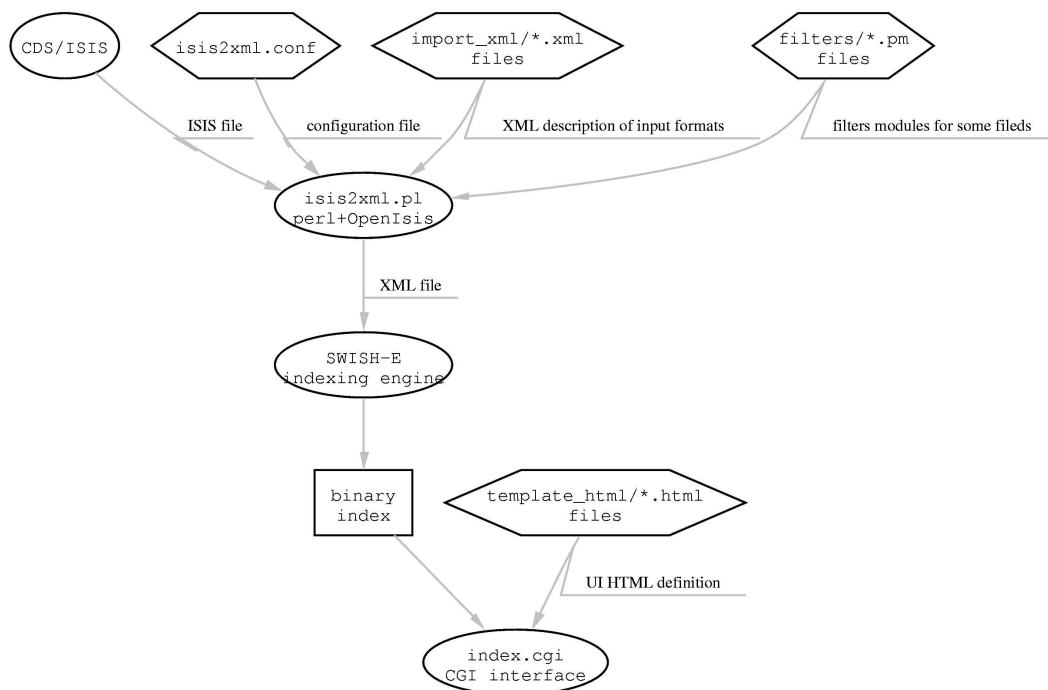 CDS/ISIS
isis2xml.conf
import_xml/*.xml
files
filters/*.pm
files
ISIS file
configuration file
XML description of input formats
filters modules for some fileds
isis2xml.pl
perl+OpenIsis
XML file
SWISH-E
indexing engine
binary
index
template_html/*.html
files
UI HTML definition
index.cgi
CGI interface